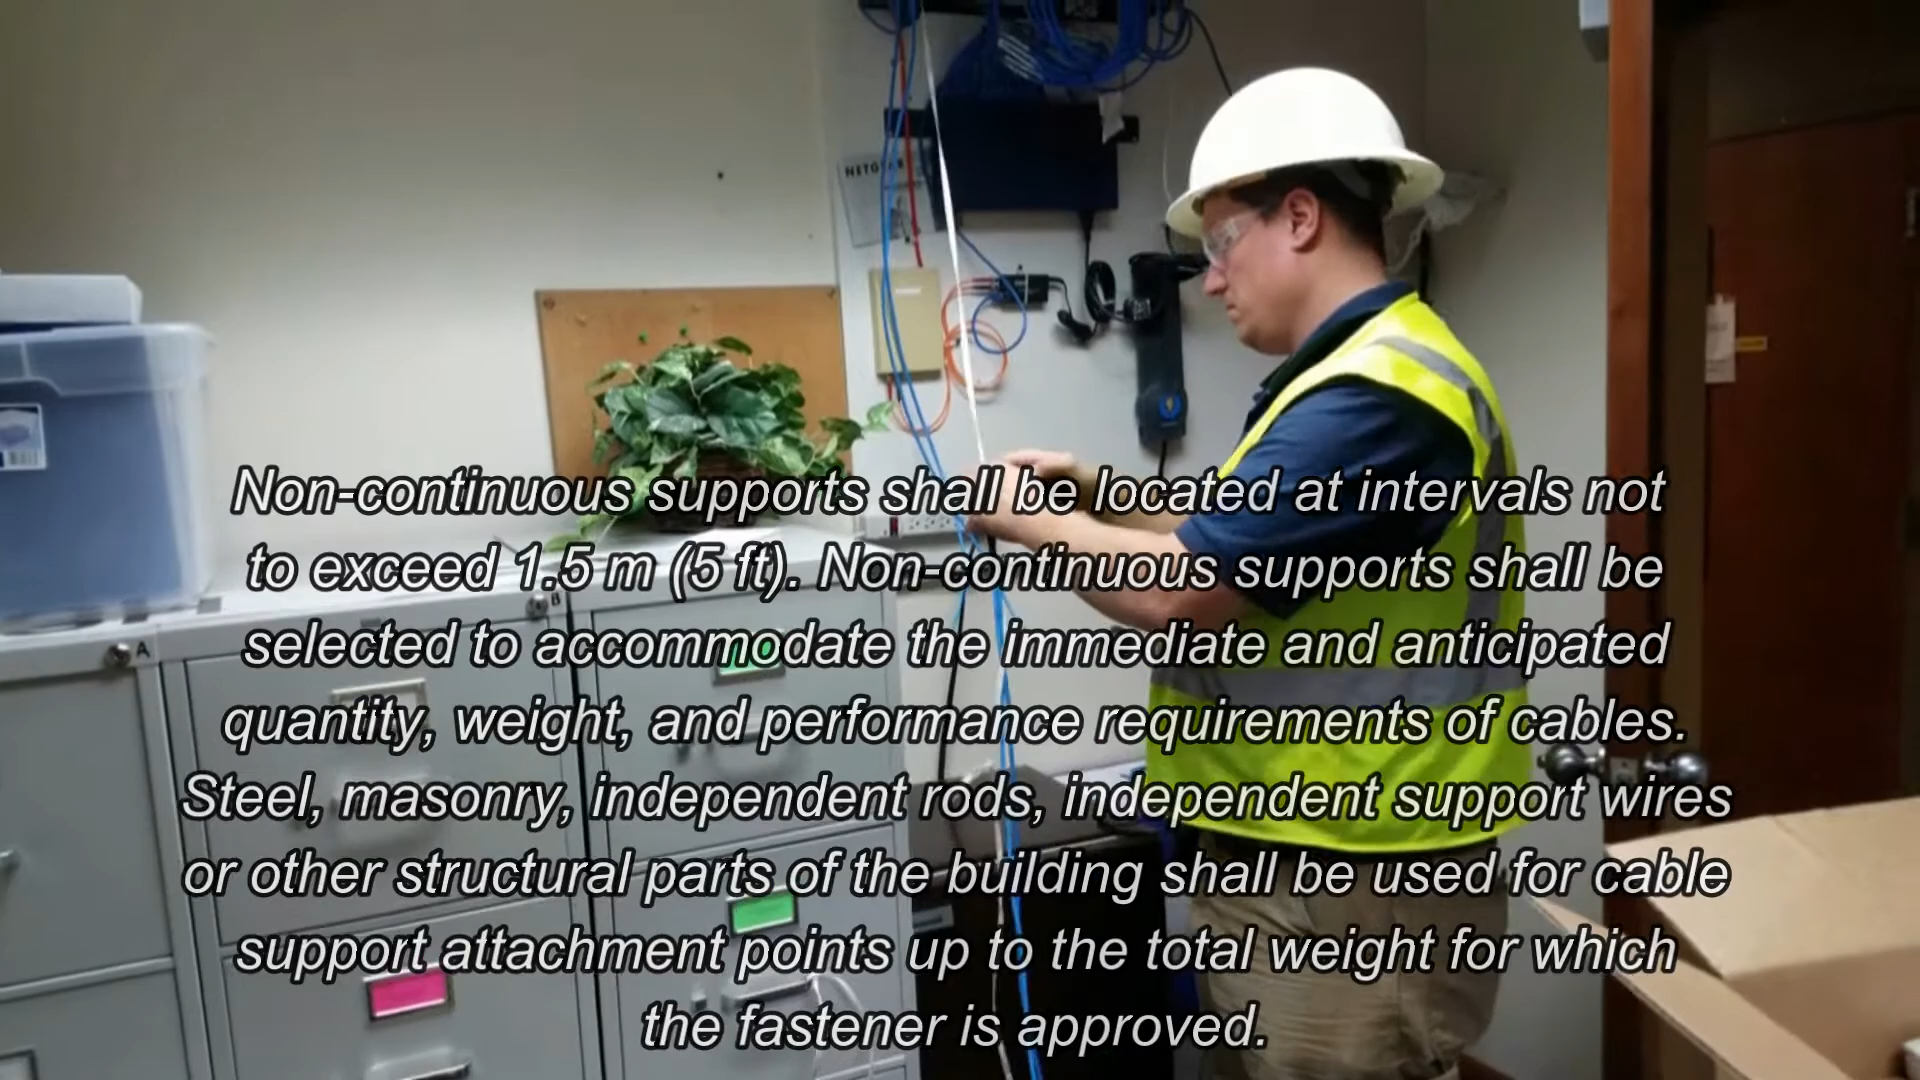 NETGEAR
Non-continuous supports shall be located at intervals not
to exceed 1.5 m (5 ft). Non-continuous supports shall be
selected to accommodate the immediate and anticipated
quantity, weight, and performance requirements of cables.
Steel, masonry, independent rods, independent support wires
or other structural parts of the building shall be used for cable
support attachment points up to the total weight for which
the fastener is approved.
A
B